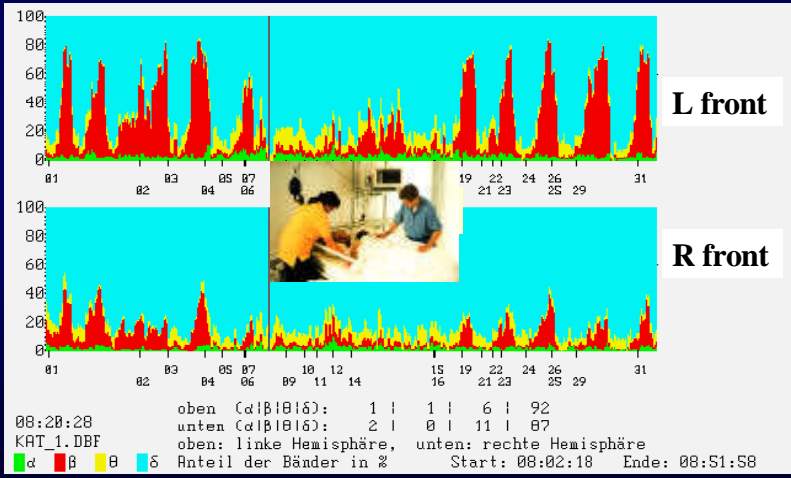 100
80
60
40
20
0
L front
01 03 05 07 19 22 24 26 31
02 04 06 21 23 25 29
100
80
60
40
20
0
R front
01 03 05 07 10 12 15 19 22 24 26 31
02 04 06 09 11 14 16 21 23 25 29
oben (α|β|θ|δ): 1 | 1 | 6 | 92
08:20:28 unten (α|β|θ|δ): 2 | 0 | 11 | 87
KAT_1.DBF oben: linke Hemisphäre, unten: rechte Hemisphäre
α β θ δ Anteil der Bänder in % Start: 08:02:18 Ende: 08:51:58